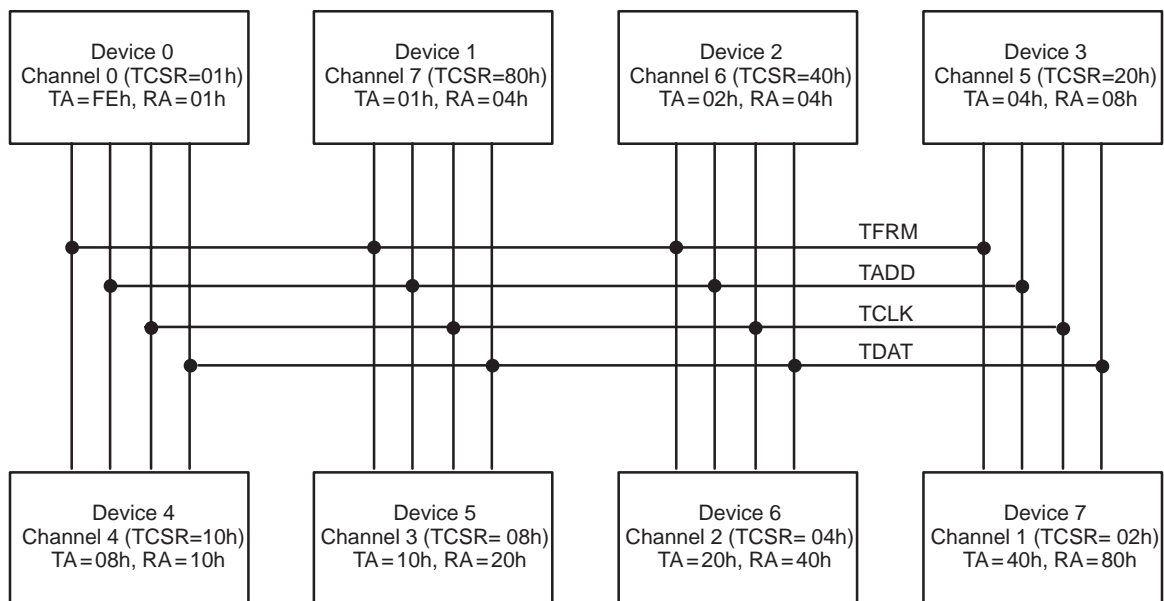 Device 0
Channel 0 (TCSR=01h)
TA=FEh, RA=01h
Device 1
Channel 7 (TCSR=80h)
TA=01h, RA=04h
Device 2
Channel 6 (TCSR=40h)
TA=02h, RA=04h
Device 3
Channel 5 (TCSR=20h)
TA=04h, RA=08h
TFRM
TADD
TCLK
TDAT
Device 4
Channel 4 (TCSR=10h)
TA=08h, RA=10h
Device 5
Channel 3 (TCSR= 08h)
TA=10h, RA=20h
Device 6
Channel 2 (TCSR= 04h)
TA=20h, RA=40h
Device 7
Channel 1 (TCSR= 02h)
TA=40h, RA=80h